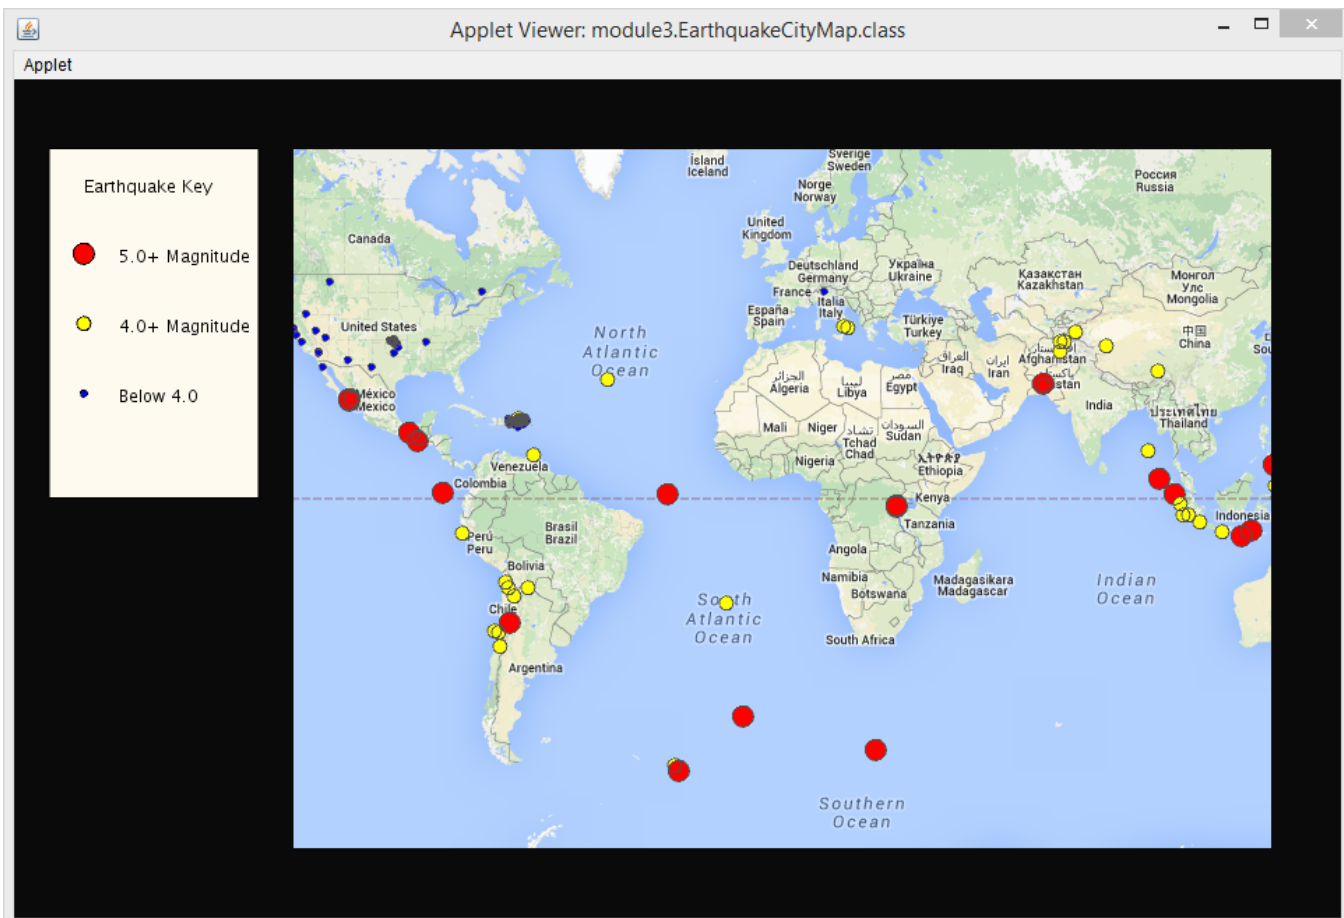 Applet Viewer: module3.EarthquakeCityMap.class
Applet
Earthquake Key
5.0+ Magnitude
4.0+ Magnitude
Below 4.0
Ísland
Iceland
Sverige
Sweden
Norge
Norway
Россия
Russia
Canada
United
Kingdom
Deutschland
Germany
Україна
Ukraine
Қазақстан
Kazakhstan
Монгол
Улс
Mongolia
France
Italia
Italy
España
Spain
Türkiye
Turkey
United States
North
Atlantic
Ocean
中国
China
Afghanistan
العراق
Iraq
ایران
Iran
الجزائر
Algeria
ليبيا
Libya
مصر
Egypt
México
Mexico
India
ประเทศไทย
Thailand
Mali
Niger
تشاد
Tchad
Chad
السودان
Sudan
Nigeria
ኢትዮጵያ
Ethiopia
Venezuela
Colombia
Kenya
Indonesia
Tanzania
Brasil
Brazil
Perú
Peru
Angola
Bolivia
Namibia
Botswana
Madagasikara
Madagascar
Indian
Ocean
Chile
South
Atlantic
Ocean
South Africa
Argentina
Southern
Ocean